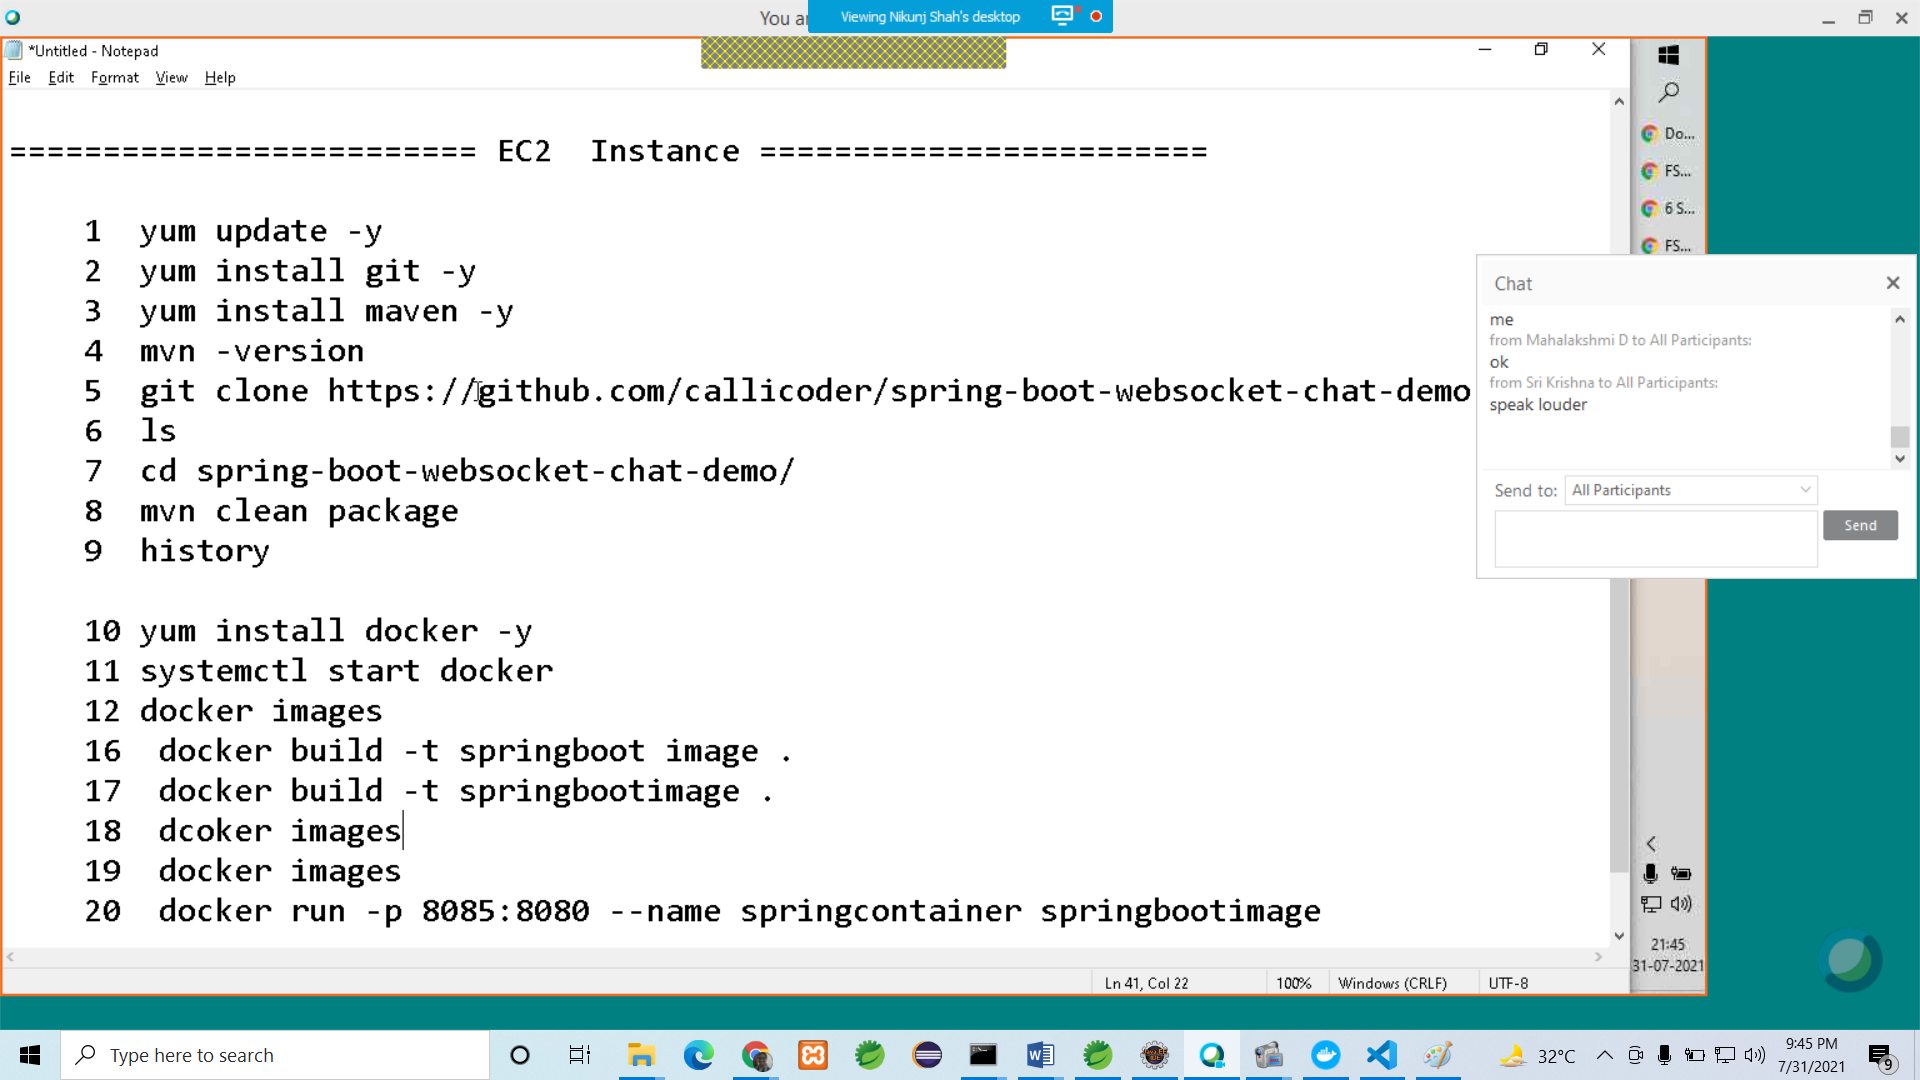 You ar
Viewing Nikunj Shah's desktop
*Untitled - Notepad
File Edit Format View Help
========================= EC2 Instance ========================
1 yum update -y
2 yum install git -y
3 yum install maven -y
4 mvn -version
5 git clone https://github.com/callicoder/spring-boot-websocket-chat-demo
6 ls
7 cd spring-boot-websocket-chat-demo/
8 mvn clean package
9 history
10 yum install docker -y
11 systemctl start docker
12 docker images
16 docker build -t springboot image .
17 docker build -t springbootimage .
18 dcoker images
19 docker images
20 docker run -p 8085:8080 --name springcontainer springbootimage
Ln 41, Col 22 100% Windows (CRLF) UTF-8
Do...
FS...
6 S...
FS...
Chat
me
from Mahalakshmi D to All Participants:
ok
from Sri Krishna to All Participants:
speak louder
Send to: All Participants
Send
21:45
31-07-2021
Type here to search
32°C
9:45 PM
7/31/2021
9